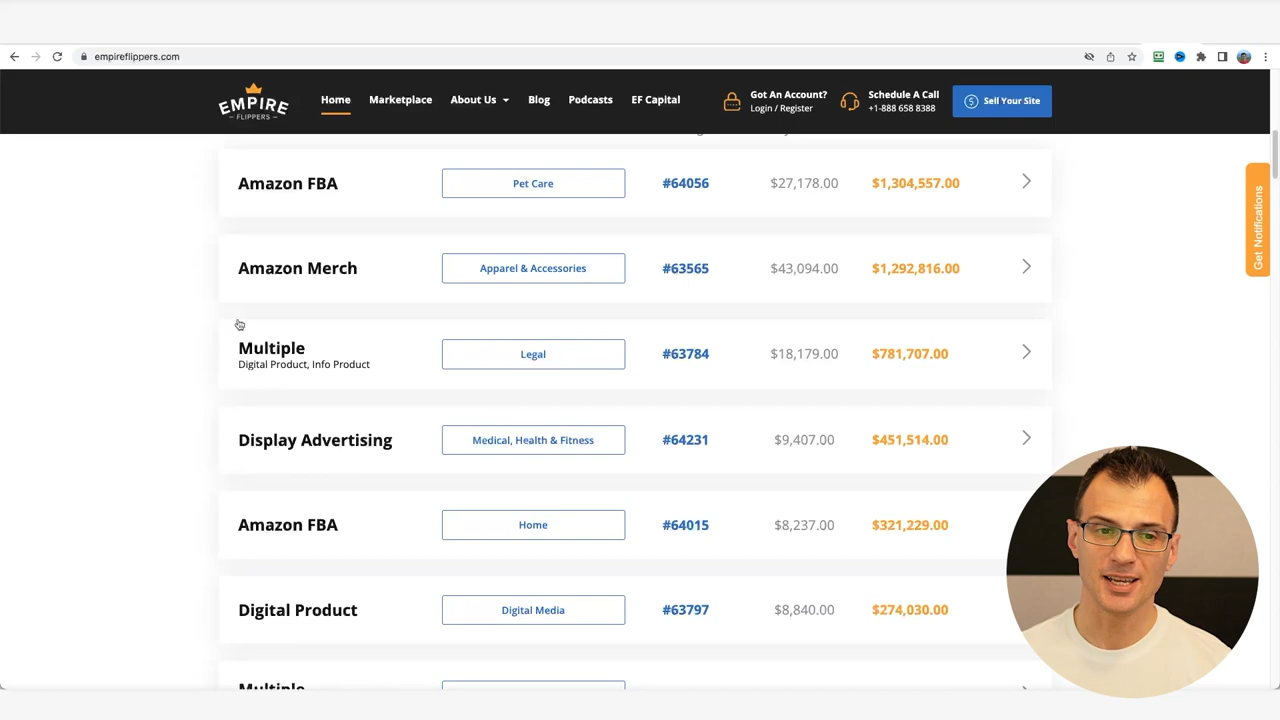 empireflippers.com
EMPIRE
FLIPPERS
Home
Marketplace
About Us
Blog
Podcasts
EF Capital
Got An Account?
Login / Register
Schedule A Call
+1-888 658 8388
Sell Your Site
Get Notifications
Amazon FBA Pet Care #64056 $27,178.00 $1,304,557.00
Amazon Merch Apparel & Accessories #63565 $43,094.00 $1,292,816.00
Multiple Legal #63784 $18,179.00 $781,707.00
Digital Product, Info Product
Display Advertising Medical, Health & Fitness #64231 $9,407.00 $451,514.00
Amazon FBA Home #64015 $8,237.00 $321,229.00
Digital Product Digital Media #63797 $8,840.00 $274,030.00
Multiple